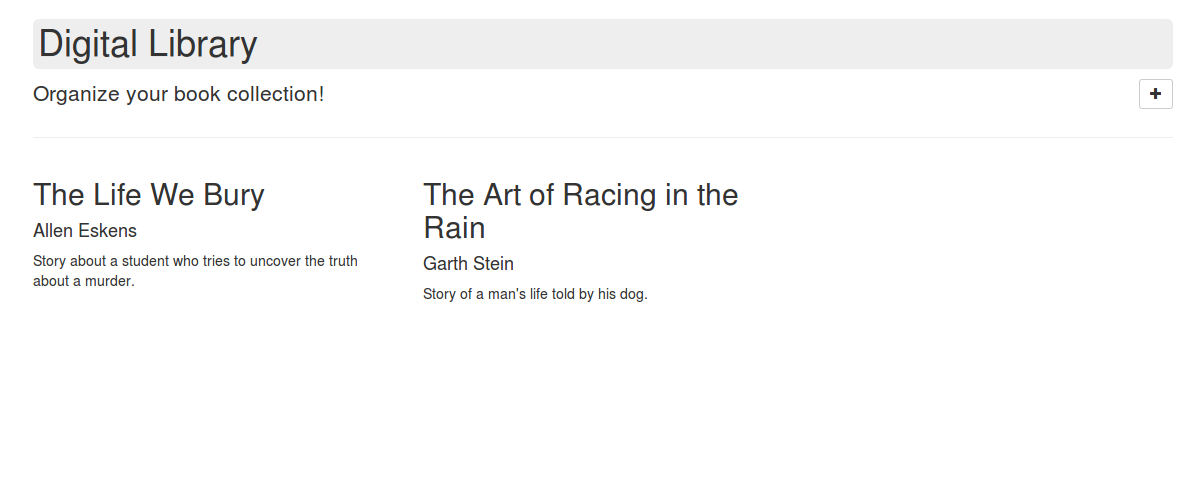 Digital Library
Organize your book collection!
The Life We Bury
Allen Eskens
Story about a student who tries to uncover the truth
about a murder.
The Art of Racing in the
Rain
Garth Stein
Story of a man's life told by his dog.